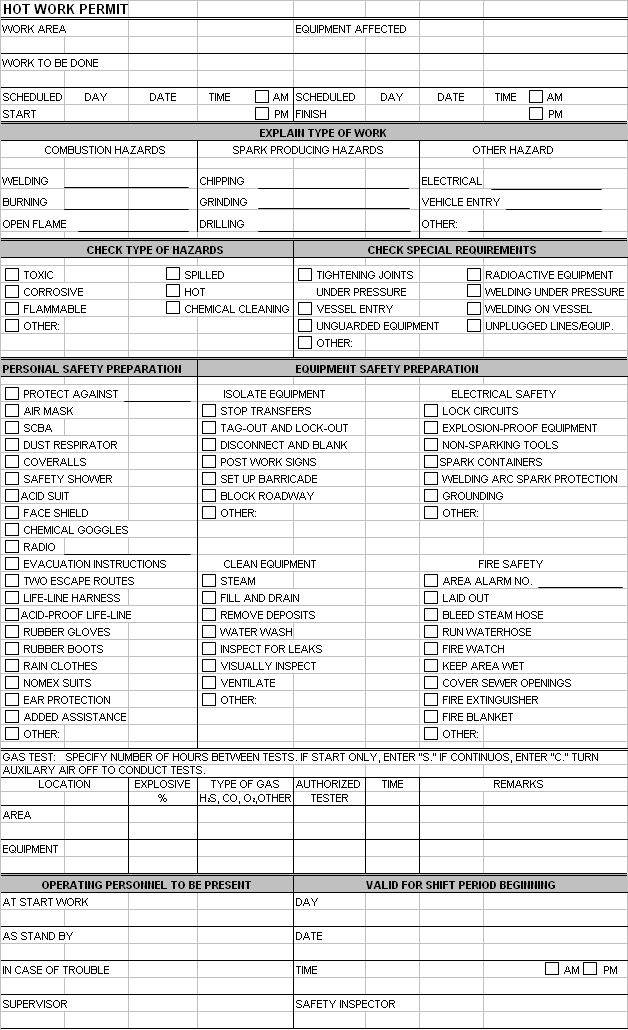 HOT WORK PERMIT
WORK AREA EQUIPMENT AFFECTED
WORK TO BE DONE
SCHEDULED DAY DATE TIME AM SCHEDULED DAY DATE TIME AM
START PM FINISH PM
EXPLAIN TYPE OF WORK
COMBUSTION HAZARDS SPARK PRODUCING HAZARDS OTHER HAZARD
WELDING CHIPPING ELECTRICAL
BURNING GRINDING VEHICLE ENTRY
OPEN FLAME DRILLING OTHER:
CHECK TYPE OF HAZARDS CHECK SPECIAL REQUIREMENTS
TOXIC SPILLED TIGHTENING JOINTS RADIOACTIVE EQUIPMENT
CORROSIVE HOT UNDER PRESSURE WELDING UNDER PRESSURE
FLAMMABLE CHEMICAL CLEANING VESSEL ENTRY WELDING ON VESSEL
OTHER: UNGUARDED EQUIPMENT UNPLUGGED LINES/EQUIP.
OTHER:
PERSONAL SAFETY PREPARATION EQUIPMENT SAFETY PREPARATION
PROTECT AGAINST ISOLATE EQUIPMENT ELECTRICAL SAFETY
AIR MASK STOP TRANSFERS LOCK CIRCUITS
SCBA TAG-OUT AND LOCK-OUT EXPLOSION-PROOF EQUIPMENT
DUST RESPIRATOR DISCONNECT AND BLANK NON-SPARKING TOOLS
COVERALLS POST WORK SIGNS SPARK CONTAINERS
SAFETY SHOWER SET UP BARRICADE WELDING ARC SPARK PROTECTION
ACID SUIT BLOCK ROADWAY GROUNDING
FACE SHIELD OTHER: OTHER:
CHEMICAL GOGGLES
RADIO
EVACUATION INSTRUCTIONS CLEAN EQUIPMENT FIRE SAFETY
TWO ESCAPE ROUTES STEAM AREA ALARM NO.
LIFE-LINE HARNESS FILL AND DRAIN LAID OUT
ACID-PROOF LIFE-LINE REMOVE DEPOSITS BLEED STEAM HOSE
RUBBER GLOVES WATER WASH RUN WATERHOSE
RUBBER BOOTS INSPECT FOR LEAKS FIRE WATCH
RAIN CLOTHES VISUALLY INSPECT KEEP AREA WET
NOMEX SUITS VENTILATE COVER SEWER OPENINGS
EAR PROTECTION OTHER: FIRE EXTINGUISHER
ADDED ASSISTANCE FIRE BLANKET
OTHER: OTHER:
GAS TEST: SPECIFY NUMBER OF HOURS BETWEEN TESTS. IF START ONLY, ENTER "S." IF CONTINUOS, ENTER "C." TURN
AUXILARY AIR OFF TO CONDUCT TESTS.
LOCATION EXPLOSIVE TYPE OF GAS AUTHORIZED TIME REMARKS
% H₂S, CO, O₂,OTHER TESTER
AREA
EQUIPMENT
OPERATING PERSONNEL TO BE PRESENT VALID FOR SHIFT PERIOD BEGINNING
AT START WORK DAY
AS STAND BY DATE
IN CASE OF TROUBLE TIME AM PM
SUPERVISOR SAFETY INSPECTOR